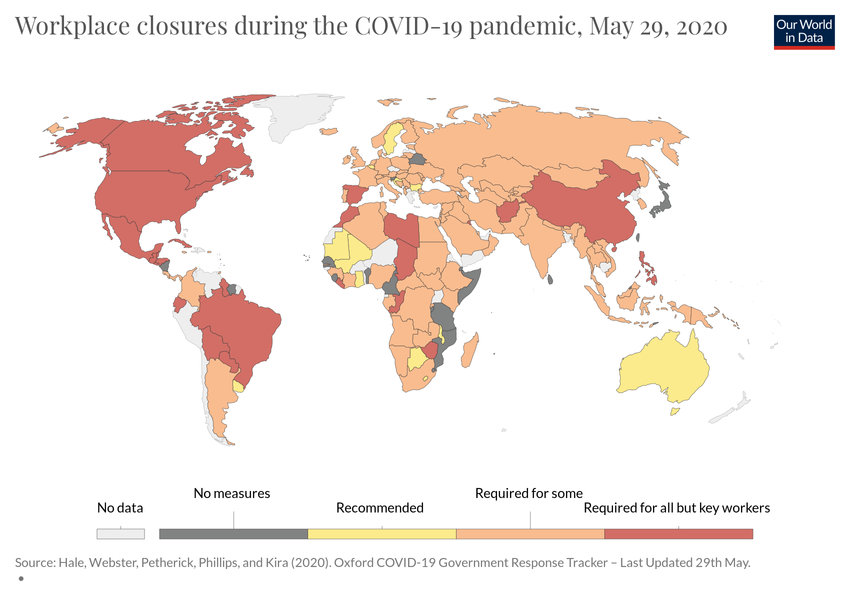 Workplace closures during the COVID-19 pandemic, May 29, 2020
Our World
in Data
No data
No measures
Recommended
Required for some
Required for all but key workers
Source: Hale, Webster, Petherick, Phillips, and Kira (2020). Oxford COVID-19 Government Response Tracker – Last Updated 29th May.
•